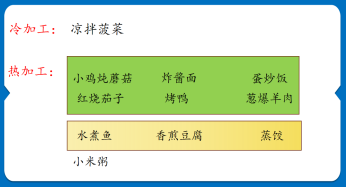 冷加工： 凉拌菠菜
热加工：
小鸡炖蘑菇 炸酱面 蛋炒饭
红烧茄子 烤鸭 葱爆羊肉
水煮鱼 香煎豆腐 蒸饺
小米粥